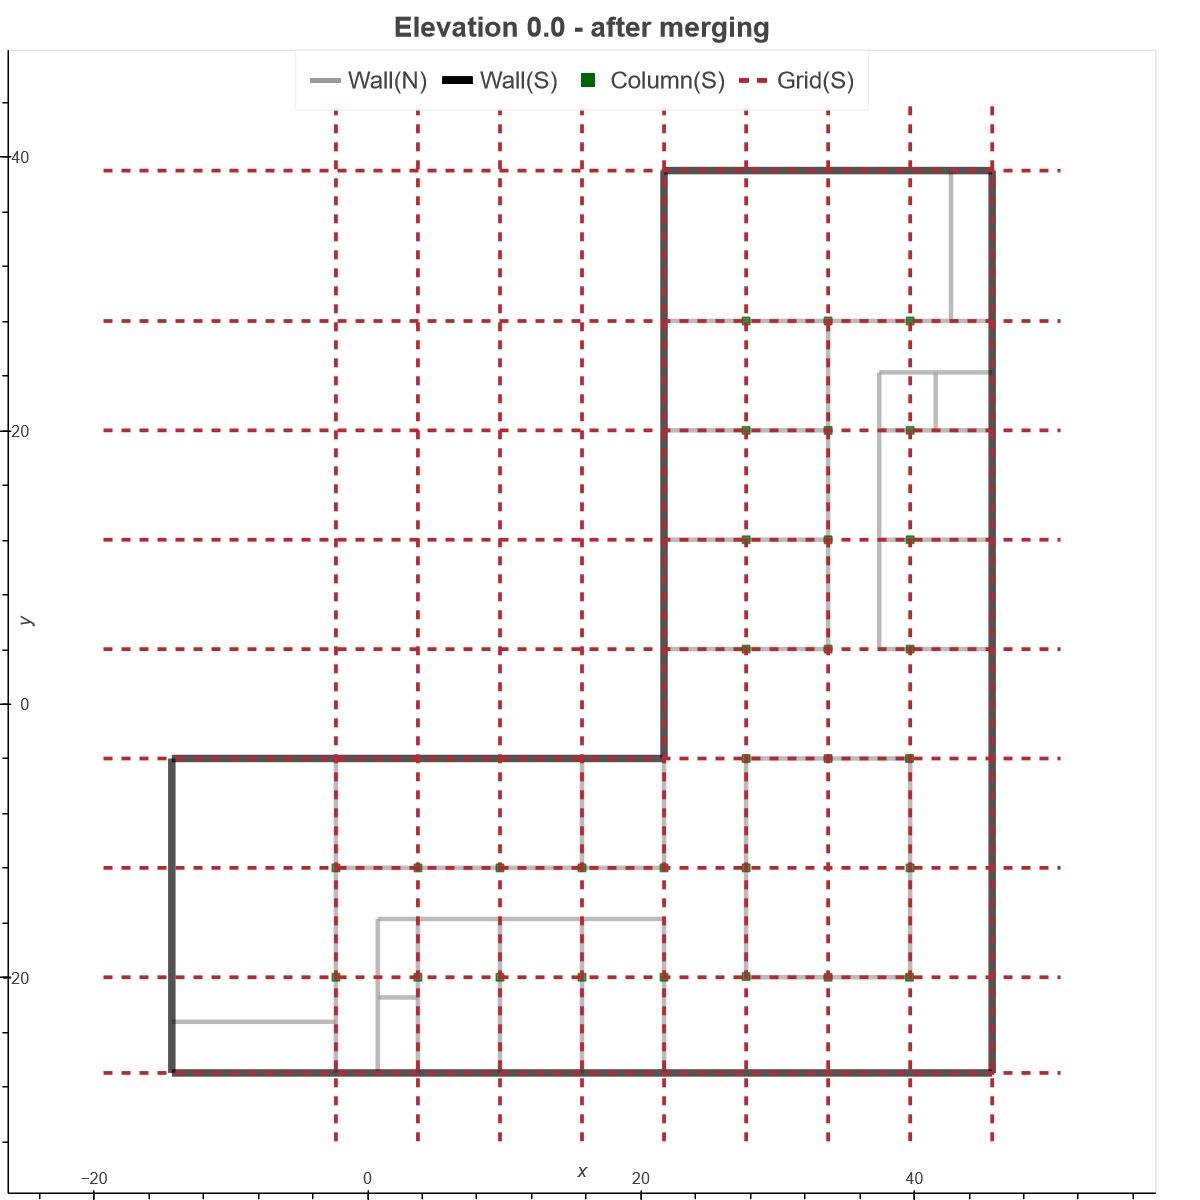 Elevation 0.0 - after merging
Wall(N) Wall(S) Column(S) Grid(S)
40
20
y
0
−20
x
−20 0 20 40